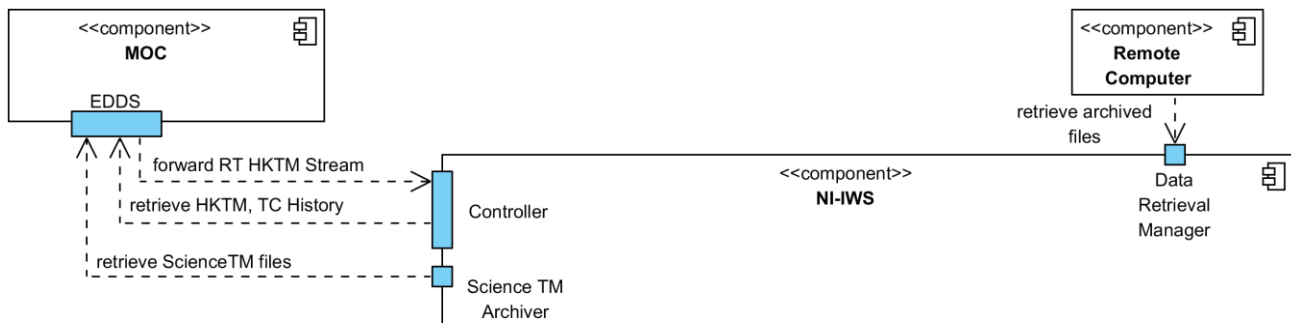 <<component>>
MOC
EDDS
<<component>>
Remote
Computer
retrieve archived
files
forward RT HKTM Stream
retrieve HKTM, TC History
retrieve ScienceTM files
Controller
Science TM
Archiver
<<component>>
NI-IWS
Data
Retrieval
Manager